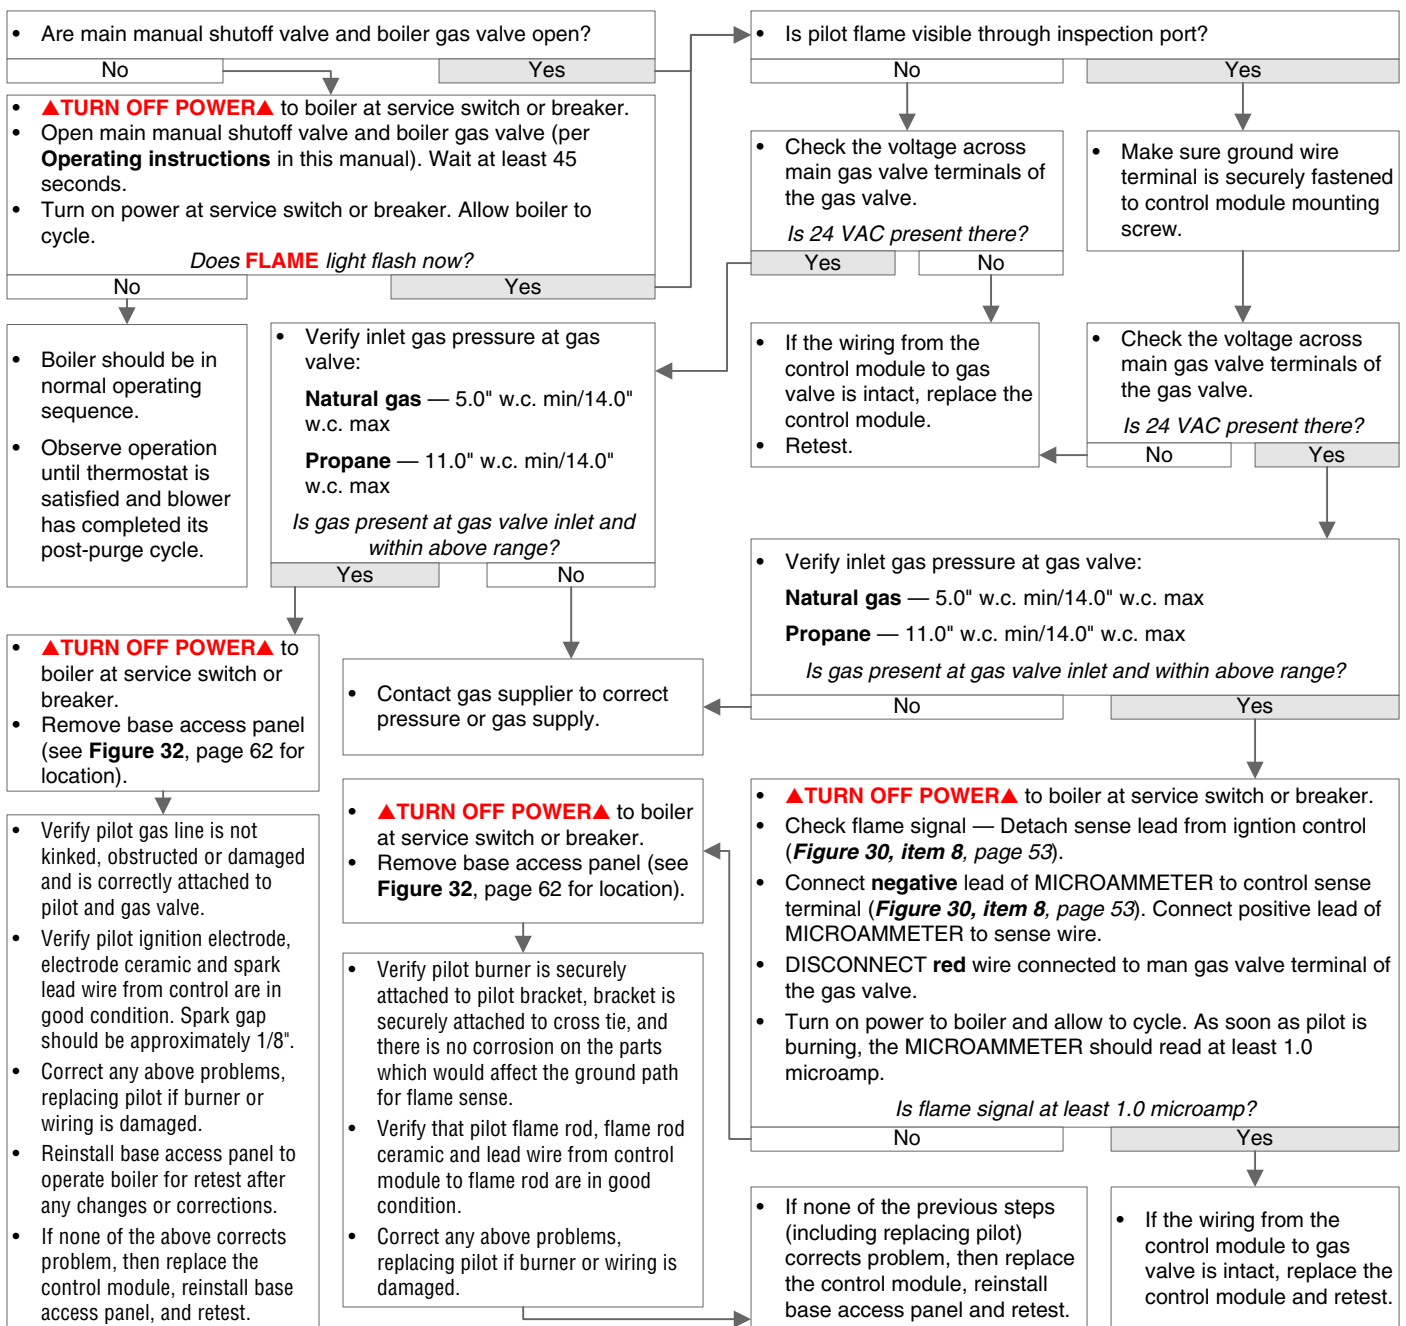 • Are main manual shutoff valve and boiler gas valve open?
No
Yes
• ▲TURN OFF POWER▲ to boiler at service switch or breaker.
• Open main manual shutoff valve and boiler gas valve (per
Operating instructions in this manual). Wait at least 45
seconds.
• Turn on power at service switch or breaker. Allow boiler to
cycle.
Does FLAME light flash now?
No
Yes
• Boiler should be in
normal operating
sequence.
• Observe operation
until thermostat is
satisfied and blower
has completed its
post-purge cycle.
• Verify inlet gas pressure at gas
valve:
Natural gas — 5.0" w.c. min/14.0"
w.c. max
Propane — 11.0" w.c. min/14.0"
w.c. max
Is gas present at gas valve inlet and
within above range?
Yes
No
• ▲TURN OFF POWER▲ to
boiler at service switch or
breaker.
• Remove base access panel
(see Figure 32, page 62 for
location).
• Verify pilot gas line is not
kinked, obstructed or damaged
and is correctly attached to
pilot and gas valve.
• Verify pilot ignition electrode,
electrode ceramic and spark
lead wire from control are in
good condition. Spark gap
should be approximately 1/8".
• Correct any above problems,
replacing pilot if burner or
wiring is damaged.
• Reinstall base access panel to
operate boiler for retest after
any changes or corrections.
• If none of the above corrects
problem, then replace the
control module, reinstall base
access panel, and retest.
• Contact gas supplier to correct
pressure or gas supply.
• ▲TURN OFF POWER▲ to boiler
at service switch or breaker.
• Remove base access panel (see
Figure 32, page 62 for location).
• Verify pilot burner is securely
attached to pilot bracket, bracket is
securely attached to cross tie, and
there is no corrosion on the parts
which would affect the ground path
for flame sense.
• Verify that pilot flame rod, flame rod
ceramic and lead wire from control
module to flame rod are in good
condition.
• Correct any above problems,
replacing pilot if burner or wiring is
damaged.
• Is pilot flame visible through inspection port?
No
Yes
• Check the voltage across
main gas valve terminals of
the gas valve.
Is 24 VAC present there?
Yes
No
• If the wiring from the
control module to gas
valve is intact, replace the
control module.
• Retest.
• Make sure ground wire
terminal is securely fastened
to control module mounting
screw.
• Check the voltage across
main gas valve terminals of
the gas valve.
Is 24 VAC present there?
No
Yes
• Verify inlet gas pressure at gas valve:
Natural gas — 5.0" w.c. min/14.0" w.c. max
Propane — 11.0" w.c. min/14.0" w.c. max
Is gas present at gas valve inlet and within above range?
No
Yes
• ▲TURN OFF POWER▲ to boiler at service switch or breaker.
• Check flame signal — Detach sense lead from igntion control
(Figure 30, item 8, page 53).
• Connect negative lead of MICROAMMETER to control sense
terminal (Figure 30, item 8, page 53). Connect positive lead of
MICROAMMETER to sense wire.
• DISCONNECT red wire connected to man gas valve terminal of
the gas valve.
• Turn on power to boiler and allow to cycle. As soon as pilot is
burning, the MICROAMMETER should read at least 1.0
microamp.
Is flame signal at least 1.0 microamp?
No
Yes
• If none of the previous steps
(including replacing pilot)
corrects problem, then replace
the control module, reinstall
base access panel and retest.
• If the wiring from the
control module to gas
valve is intact, replace the
control module and retest.